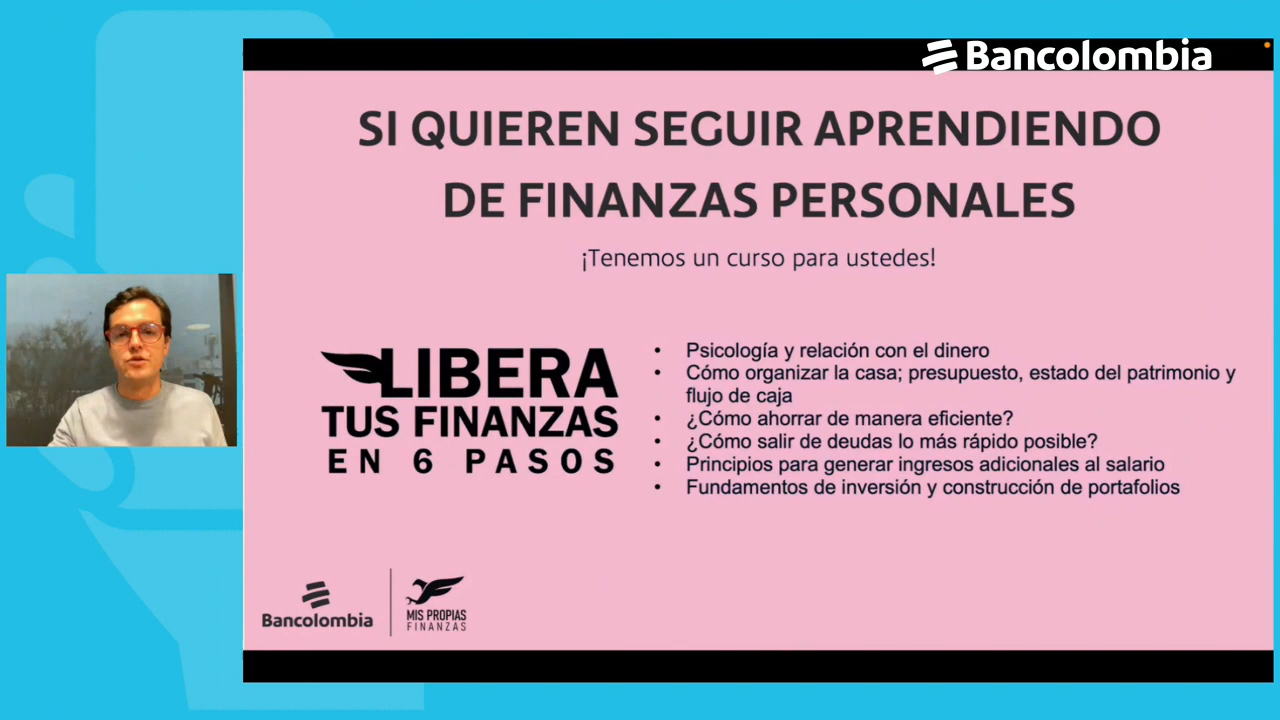 Bancolombia
SI QUIEREN SEGUIR APRENDIENDO
DE FINANZAS PERSONALES
¡Tenemos un curso para ustedes!
LIBERA
TUS FINANZAS
EN 6 PASOS
• Psicología y relación con el dinero
• Cómo organizar la casa; presupuesto, estado del patrimonio y
flujo de caja
• ¿Cómo ahorrar de manera eficiente?
• ¿Cómo salir de deudas lo más rápido posible?
• Principios para generar ingresos adicionales al salario
• Fundamentos de inversión y construcción de portafolios
Bancolombia
MIS PROPIAS
FINANZAS